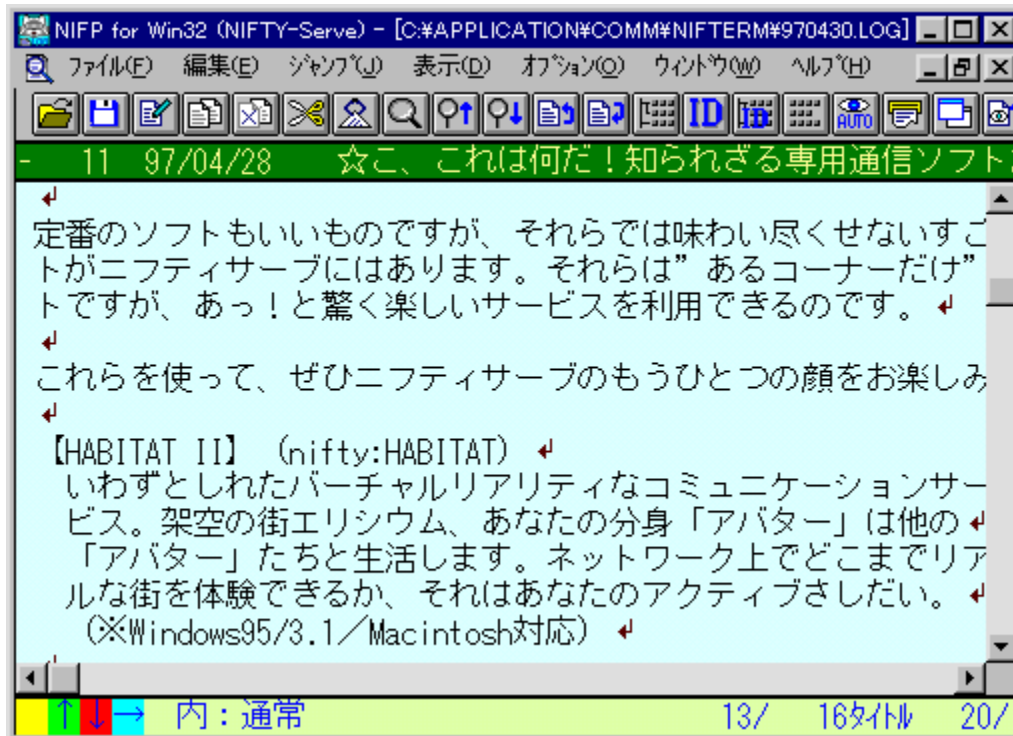 NIFP for Win32 (NIFTY-Serve) - [C:¥APPLICATION¥COMM¥NIFTERM¥970430.LOG]
ﾌｧｲﾙ(F) 編集(E) ｼﾞｬﾝﾌﾟ(J) 表示(D) ｵﾌﾟｼｮﾝ(O) ｳｨﾝﾄﾞｳ(W) ﾍﾙﾌﾟ(H)
ID ID AUTO
- 11 97/04/28 ☆こ、これは何だ！知られざる専用通信ソフト
定番のソフトもいいものですが、それらでは味わい尽くせないすご
トがニフティサーブにはあります。それらは”あるコーナーだけ”
トですが、あっ！と驚く楽しいサービスを利用できるのです。
これらを使って、ぜひニフティサーブのもうひとつの顔をお楽しみ
【HABITAT II】 (nifty:HABITAT)
いわずとしれたバーチャルリアリティなコミュニケーションサー
ビス。架空の街エリシウム、あなたの分身「アバター」は他の
「アバター」たちと生活します。ネットワーク上でどこまでリア
ルな街を体験できるか、それはあなたのアクティブさしだい。
(※Windows95/3.1／Macintosh対応)
↑↓→ 内：通常 13/ 16ﾀｲﾄﾙ 20/